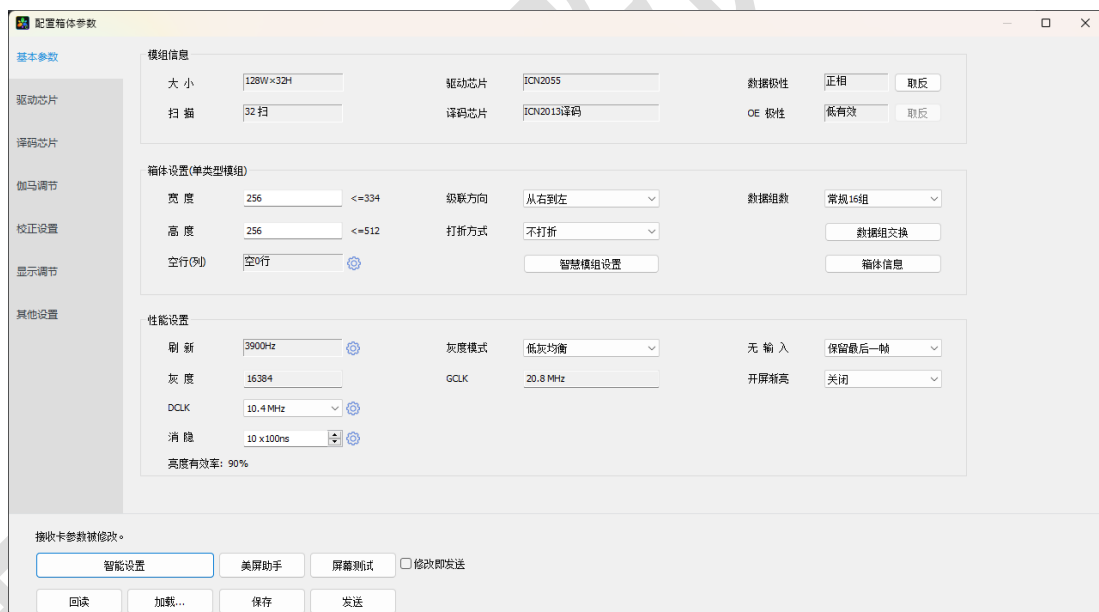 配置箱体参数
基本参数
驱动芯片
译码芯片
伽马调节
校正设置
显示调节
其他设置
模组信息
大 小 128W×32H 驱动芯片 ICN2055 数据极性 正相 取反
扫 描 32 扫 译码芯片 ICN2013译码 OE 极性 低有效 取反
箱体设置(单类型模组)
宽 度 256 <=334 级联方向 从右到左 数据组数 常规16组
高 度 256 <=512 打折方式 不打折 数据组交换
空行(列) 空0行 智慧模组设置 箱体信息
性能设置
刷 新 3900Hz 灰度模式 低灰均衡 无 输 入 保留最后一帧
灰 度 16384 GCLK 20.8 MHz 开屏渐亮 关闭
DCLK 10.4 MHz
消 隐 10 x100ns
亮度有效率: 90%
接收卡参数被修改。
智能设置 美屏助手 屏幕测试 修改即发送
回读 加载... 保存 发送